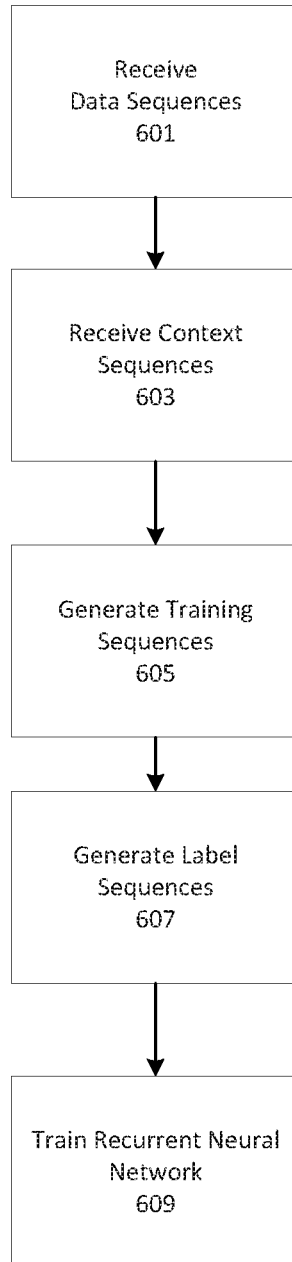 Receive
Data Sequences
601
Receive Context
Sequences
603
Generate Training
Sequences
605
Generate Label
Sequences
607
Train Recurrent Neural
Network
609